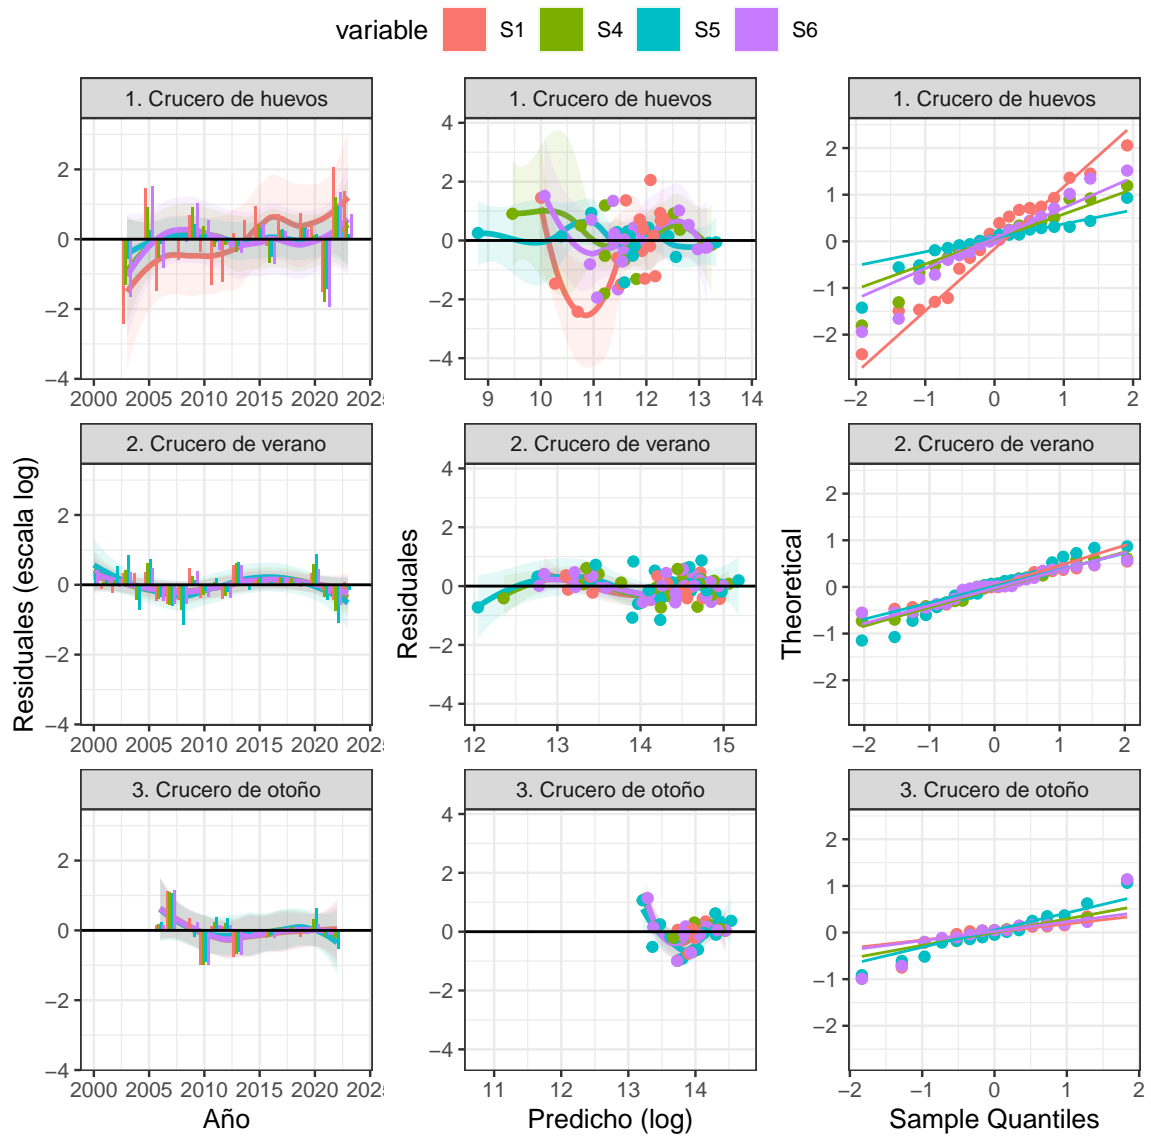 variable S1 S4 S5 S6
1. Crucero de huevos 1. Crucero de huevos 1. Crucero de huevos
2
0
−2
−4
2000 2005 2010 2015 2020 202
4
2
0
−2
−4
9 10 11 12 13 14
2
1
0
−1
−2
−2 −1 0 1 2
2. Crucero de verano 2. Crucero de verano 2. Crucero de verano
2
0
−2
−4
2000 2005 2010 2015 2020 202
4
2
0
−2
−4
12 13 14 15
2
1
0
−1
−2
−2 −1 0 1 2
3. Crucero de otoño 3. Crucero de otoño 3. Crucero de otoño
2
0
−2
−4
2000 2005 2010 2015 2020 202
4
2
0
−2
−4
11 12 13 14
2
1
0
−1
−2
−2 −1 0 1 2
Residuales (escala log)
Residuales
Theoretical
Año Predicho (log) Sample Quantiles